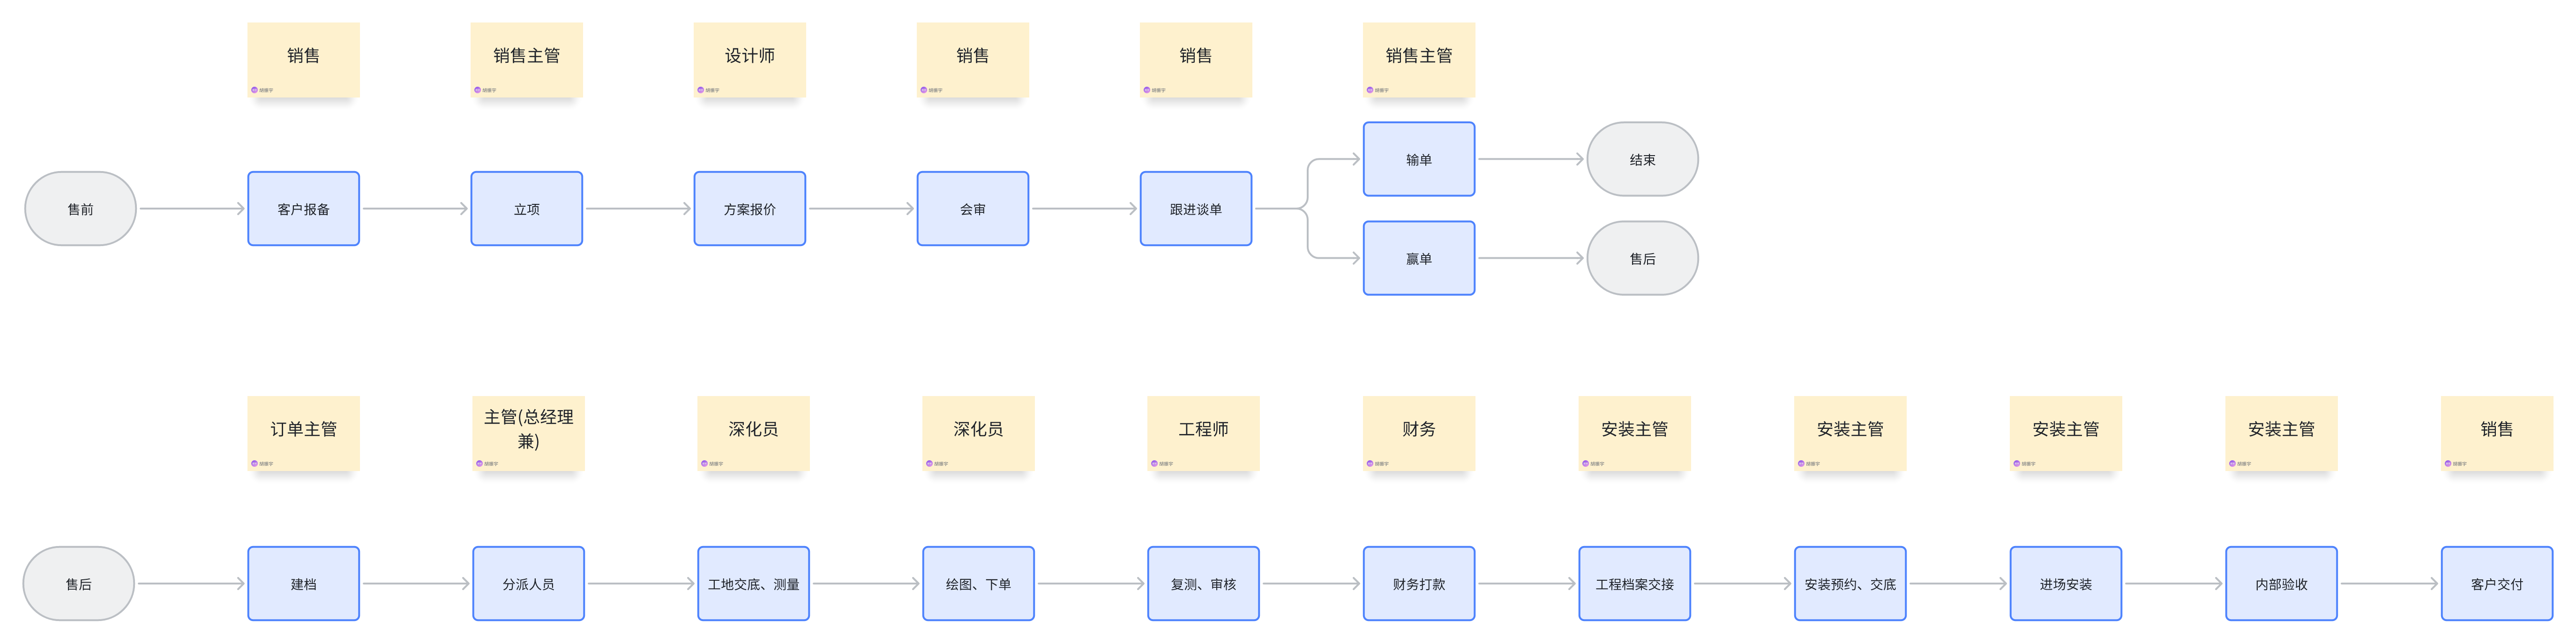 销售
销售主管
设计师
销售
销售
销售主管
售前
客户报备
立项
方案报价
会审
跟进谈单
输单
结束
赢单
售后
订单主管
主管(总经理
兼)
深化员
深化员
工程师
财务
安装主管
安装主管
安装主管
安装主管
销售
售后
建档
分派人员
工地交底、测量
绘图、下单
复测、审核
财务打款
工程档案交接
安装预约、交底
进场安装
内部验收
客户交付